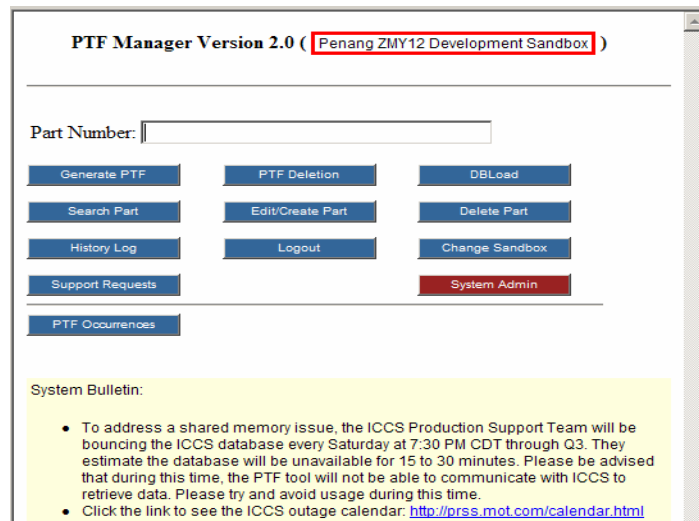 PTF Manager Version 2.0 ( Penang ZMY12 Development Sandbox )
Part Number:
Generate PTF PTF Deletion DBLoad
Search Part Edit/Create Part Delete Part
History Log Logout Change Sandbox
Support Requests System Admin
PTF Occurrences
System Bulletin:
• To address a shared memory issue, the ICCS Production Support Team will be
bouncing the ICCS database every Saturday at 7:30 PM CDT through Q3. They
estimate the database will be unavailable for 15 to 30 minutes. Please be advised
that during this time, the PTF tool will not be able to communicate with ICCS to
retrieve data. Please try and avoid usage during this time.
• Click the link to see the ICCS outage calendar: http://prss.mot.com/calendar.html